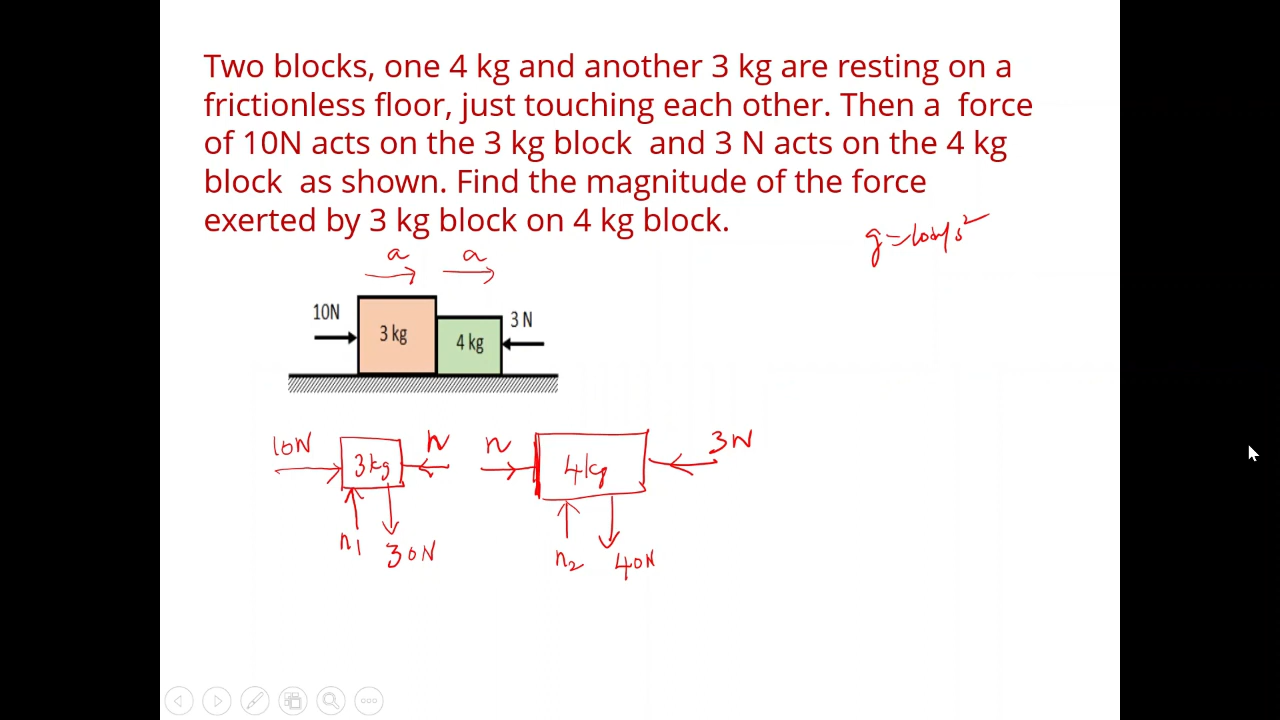 Two blocks, one 4 kg and another 3 kg are resting on a
frictionless floor, just touching each other. Then a force
of 10N acts on the 3 kg block and 3 N acts on the 4 kg
block as shown. Find the magnitude of the force
exerted by 3 kg block on 4 kg block.
g=10m/s²
a a
10N 3 kg 4 kg 3 N
10N 3kg n n 4kg 3N
n₁ 30N n₂ 40N